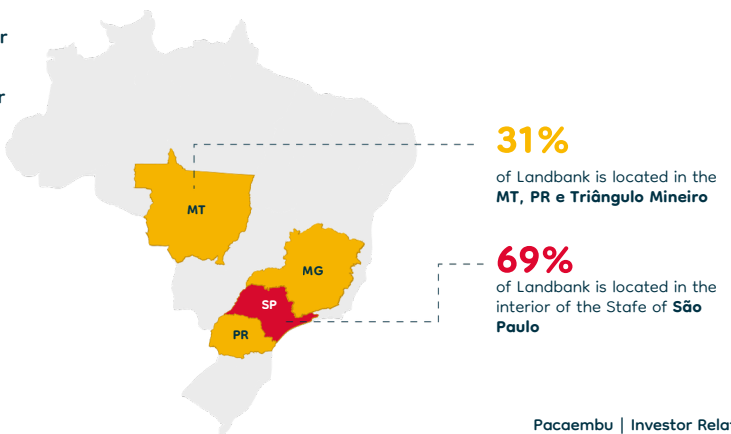 r
r
31%
of Landbank is located in the
MT, PR e Triângulo Mineiro
MT
69%
of Landbank is located in the
interior of the Stafe of São
Paulo
MG
SP
PR
Pacaembu | Investor Relat